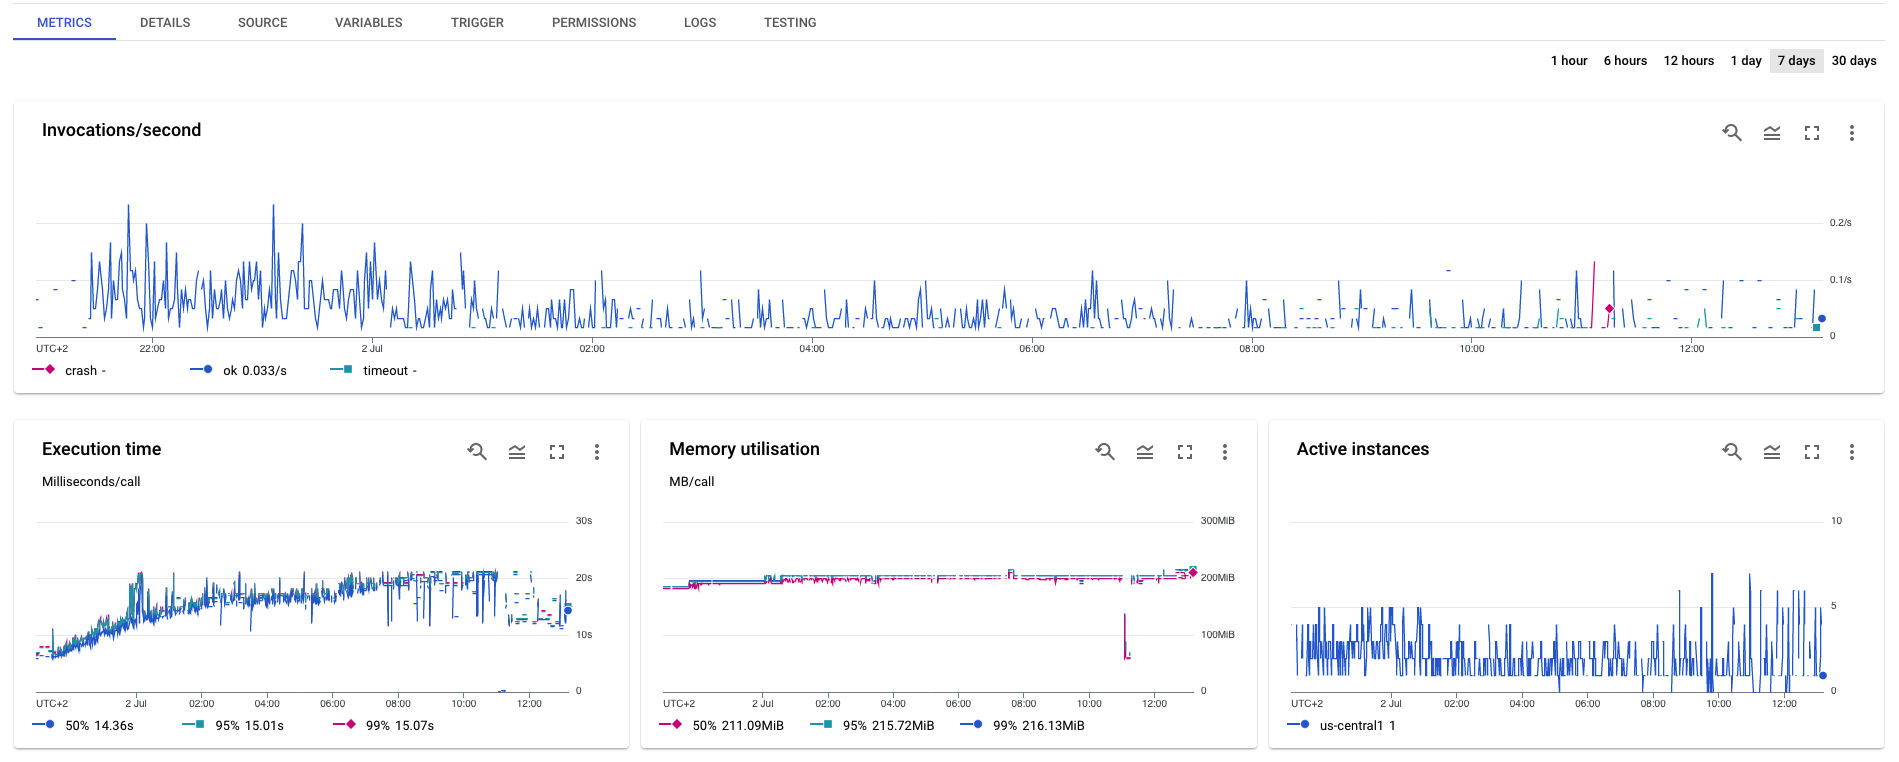 METRICS DETAILS SOURCE VARIABLES TRIGGER PERMISSIONS LOGS TESTING
1 hour 6 hours 12 hours 1 day 7 days 30 days
Invocations/second
0.2/s
0.1/s
0
UTC+2 22:00 2 Jul 02:00 04:00 06:00 08:00 10:00 12:00
crash - ok 0.033/s timeout -
Execution time
Milliseconds/call
30s
20s
10s
0
UTC+2 2 Jul 02:00 04:00 06:00 08:00 10:00 12:00
50% 14.36s 95% 15.01s 99% 15.07s
Memory utilisation
MB/call
300MiB
200MiB
100MiB
0
UTC+2 2 Jul 02:00 04:00 06:00 08:00 10:00 12:00
50% 211.09MiB 95% 215.72MiB 99% 216.13MiB
Active instances
10
5
0
UTC+2 2 Jul 02:00 04:00 06:00 08:00 10:00 12:00
us-central1 1